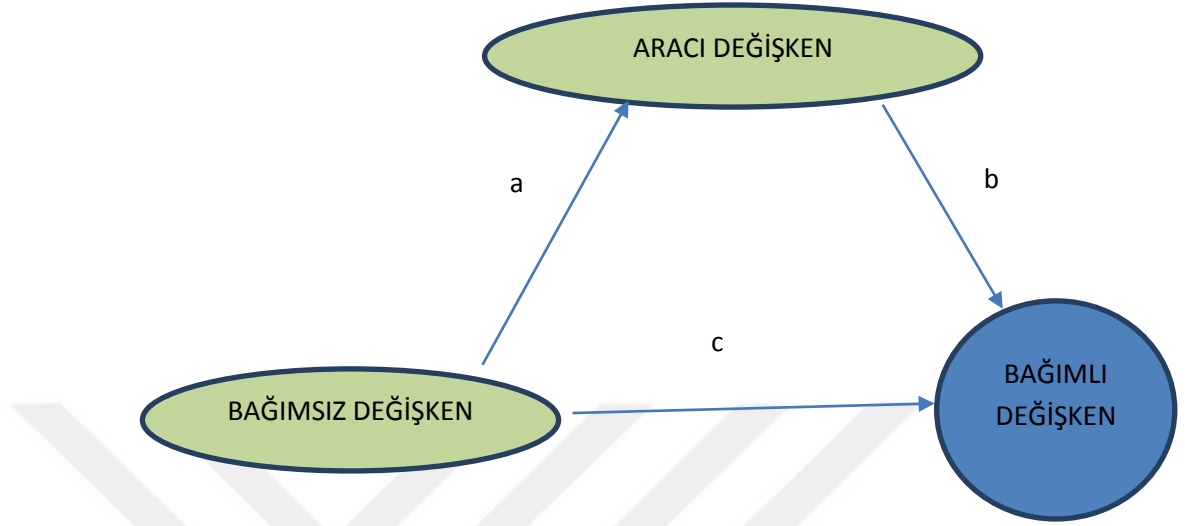 ARACI DEĞİŞKEN
a
b
c
BAĞIMSIZ DEĞİŞKEN
BAĞIMLI
DEĞİŞKEN